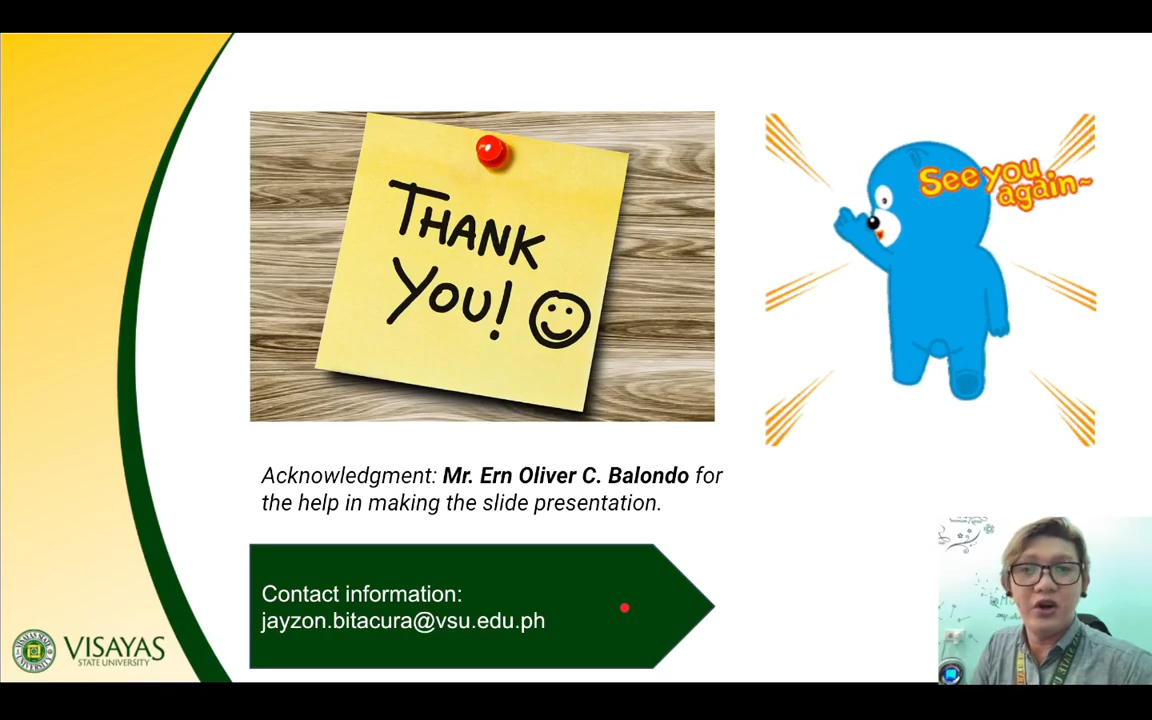 THANK
YOU!
See you
again~
Acknowledgment: Mr. Ern Oliver C. Balondo for
the help in making the slide presentation.
Contact information:
jayzon.bitacura@vsu.edu.ph
VISAYAS
STATE UNIVERSITY